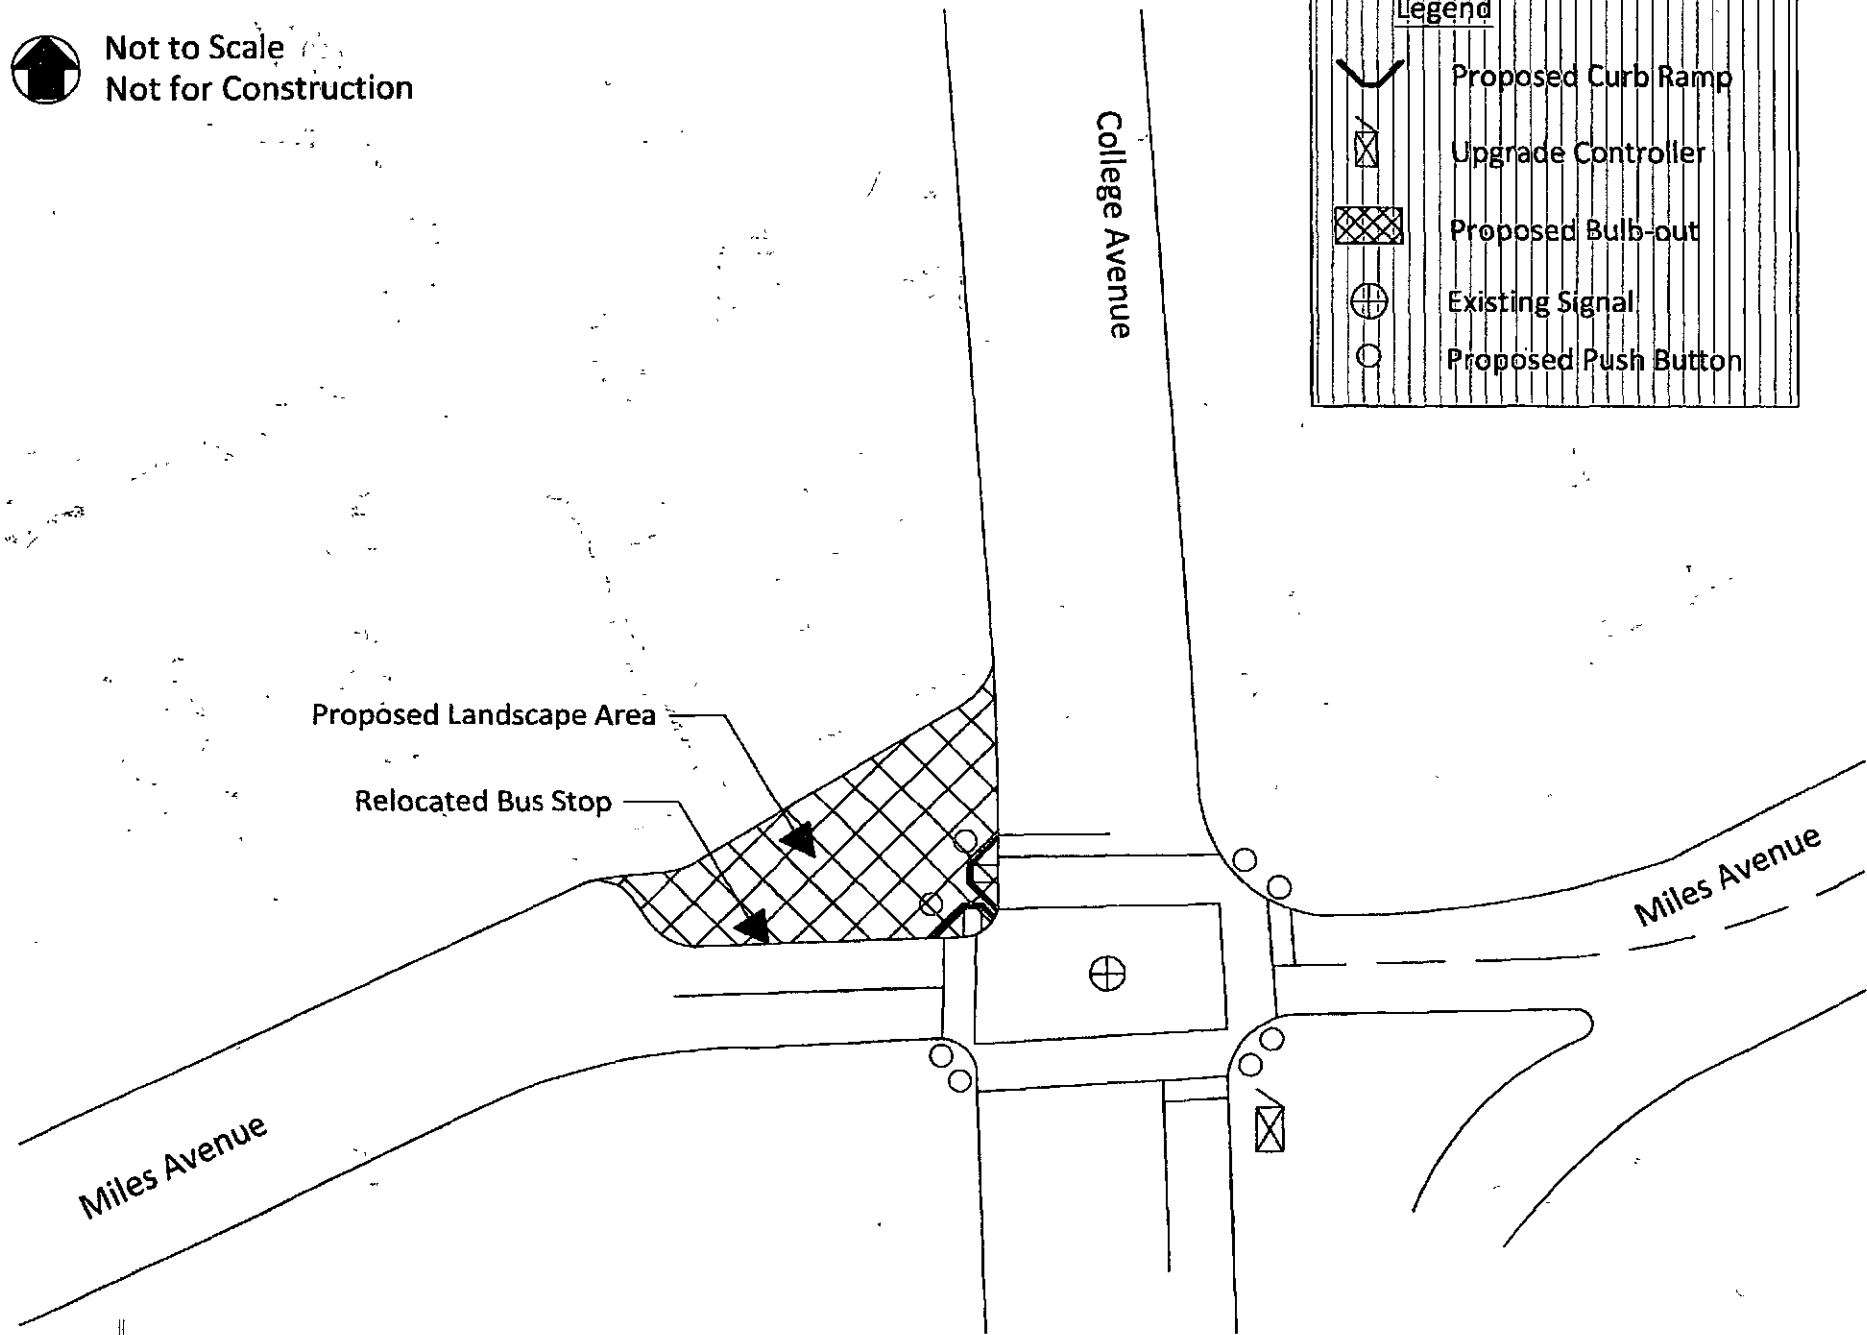 Not to Scale
Not for Construction
Legend
Proposed Curb Ramp
Upgrade Controller
Proposed Bulb-out
Existing Signal
Proposed Push Button
College Avenue
Proposed Landscape Area
Relocated Bus Stop
Miles Avenue
Miles Avenue